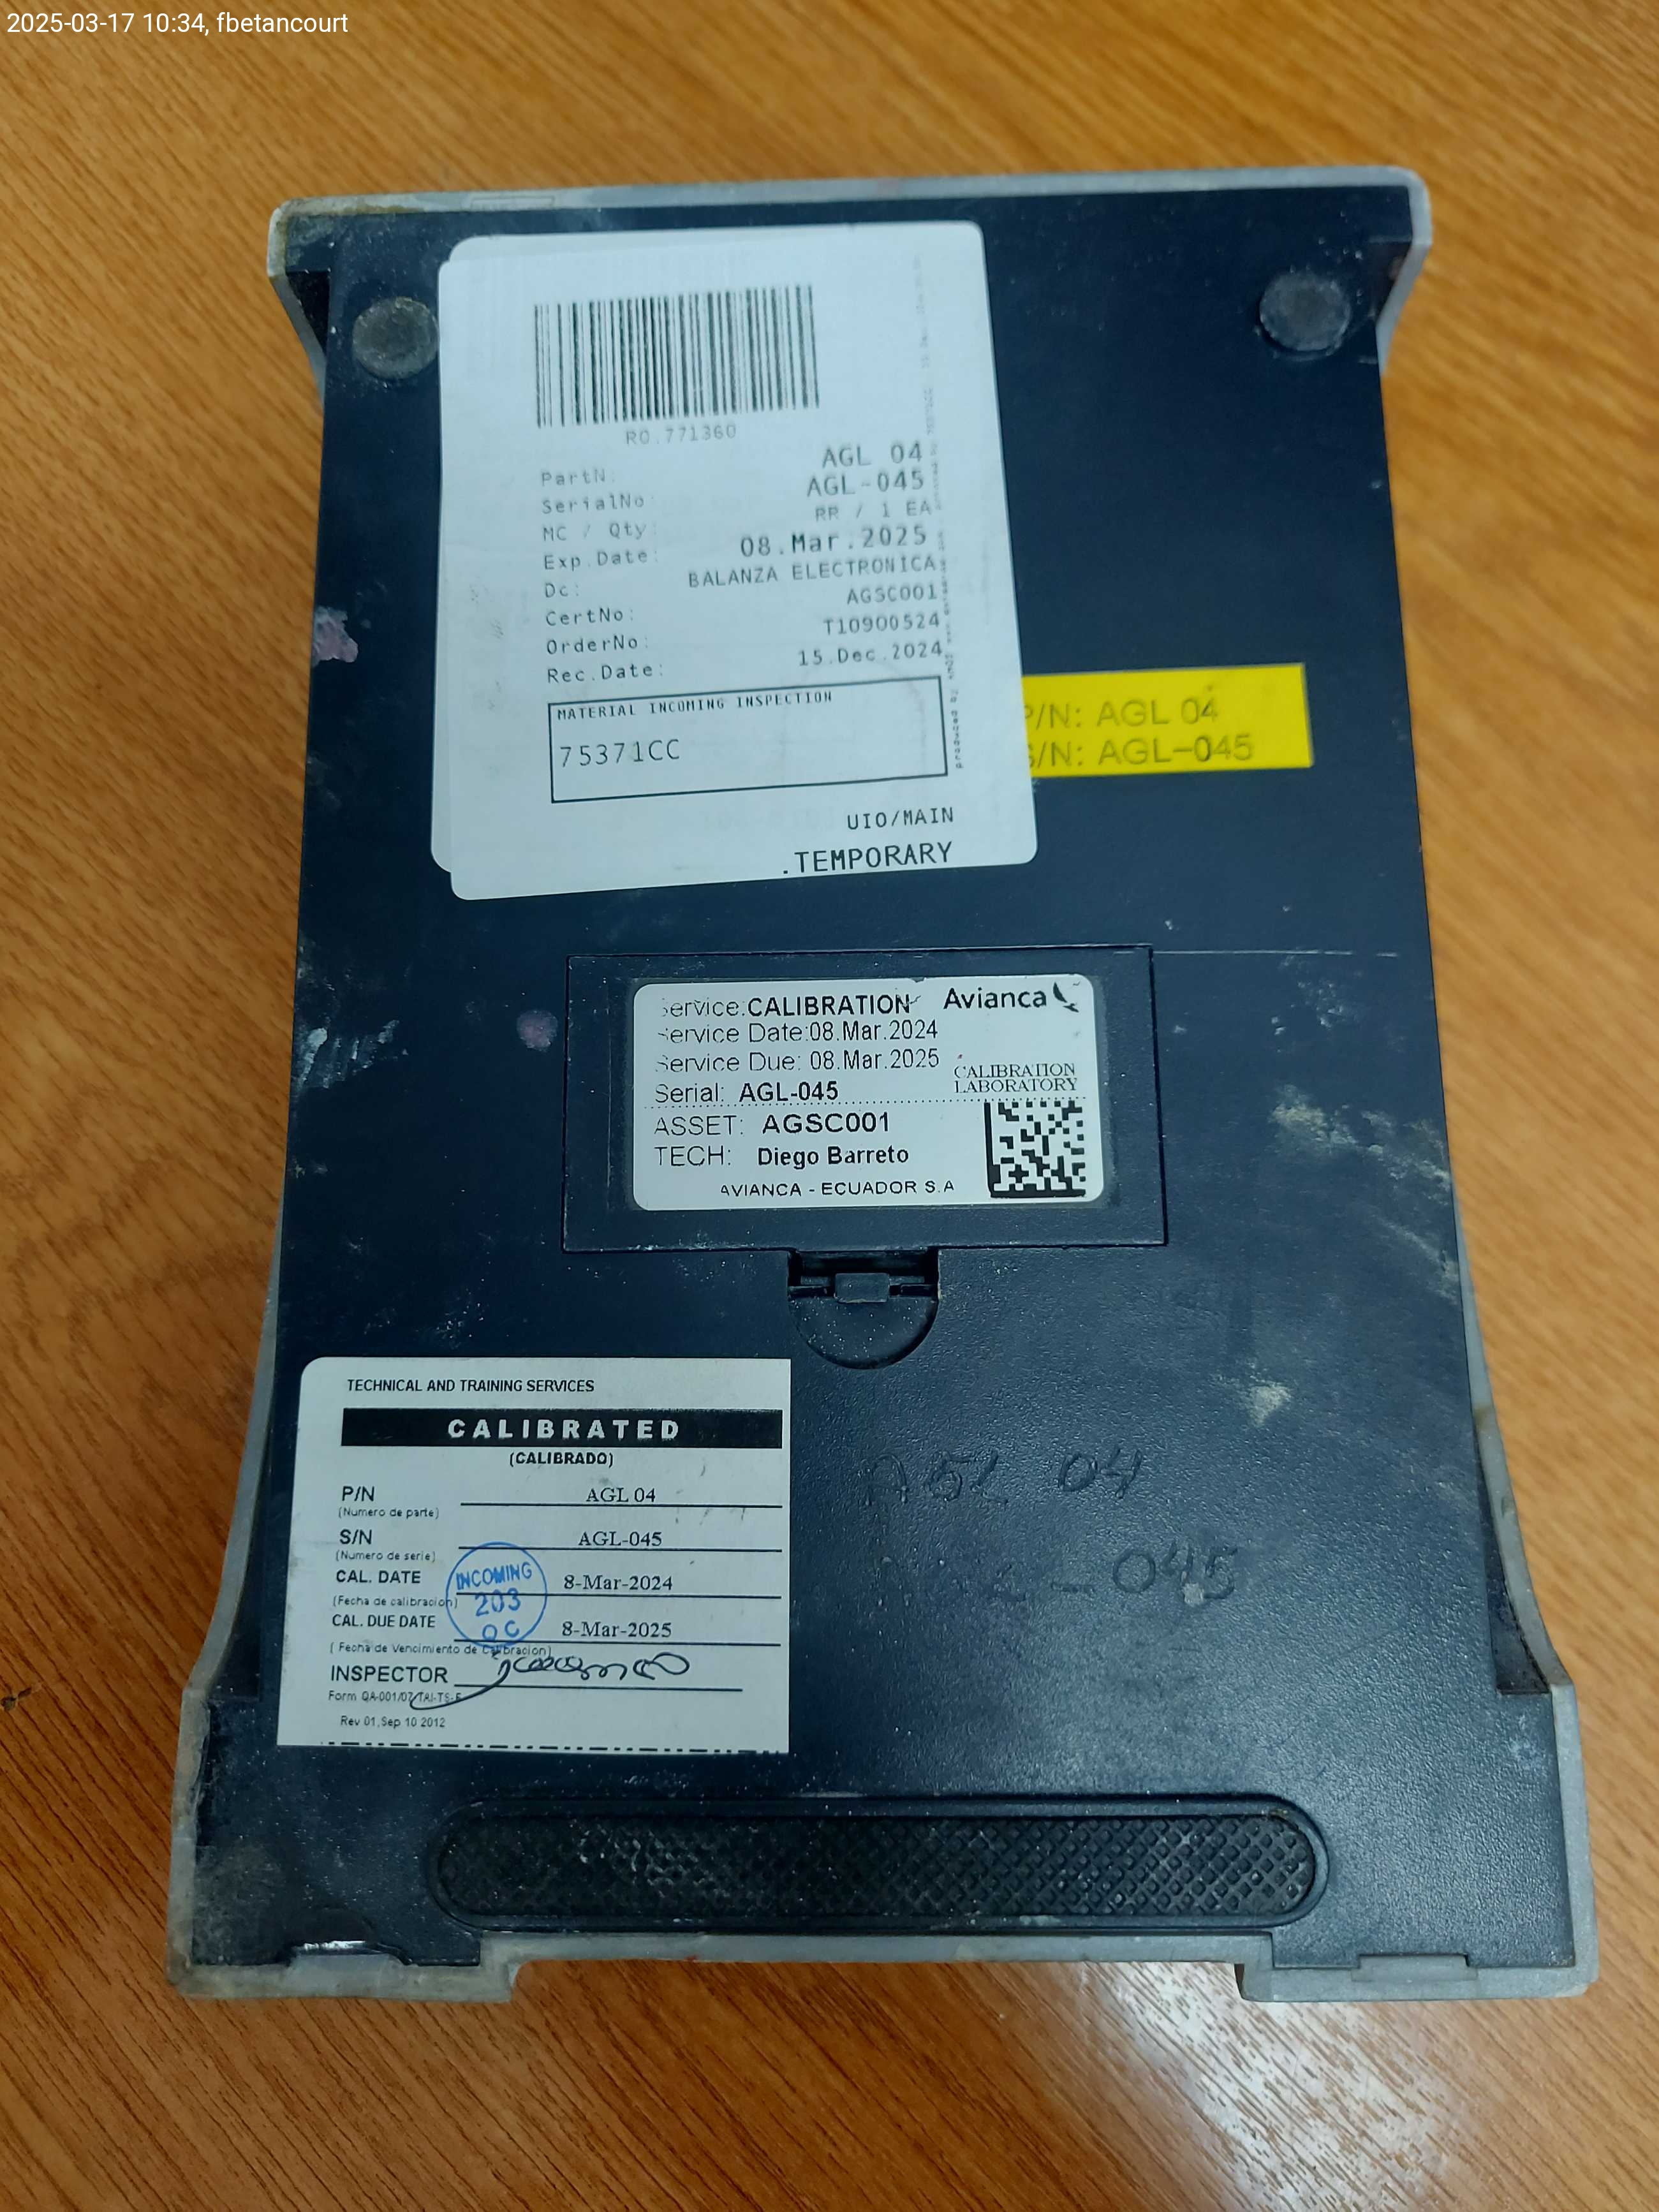 2025-03-17 10:34, fbetancourt
RO.771360
PartN: AGL 04
SerialNo: AGL-045
MC / Qty: RR / 1 EA
Exp.Date: 08.Mar.2025
Dc: BALANZA ELECTRONICA
CertNo: AGSC001
OrderNo: T10900524
Rec.Date: 15.Dec.2024
MATERIAL INCOMING INSPECTION
75371CC
UIO/MAIN
.TEMPORARY
P/N: AGL 04
S/N: AGL-045
Service: CALIBRATION Avianca
Service Date: 08.Mar.2024
Service Due: 08.Mar.2025
CALIBRATION
LABORATORY
Serial: AGL-045
ASSET: AGSC001
TECH: Diego Barreto
AVIANCA - ECUADOR S.A
TECHNICAL AND TRAINING SERVICES
CALIBRATED
(CALIBRADO)
P/N AGL 04
(Numero de parte)
S/N AGL-045
(Numero de serie)
CAL. DATE 8-Mar-2024
(Fecha de calibracion)
CAL. DUE DATE 8-Mar-2025
( Fecha de Vencimiento de Calibracion)
INCOMING
203
QC
INSPECTOR
Form QA-001/07
Rev 01, Sep 10 2012
AGL 04
-045